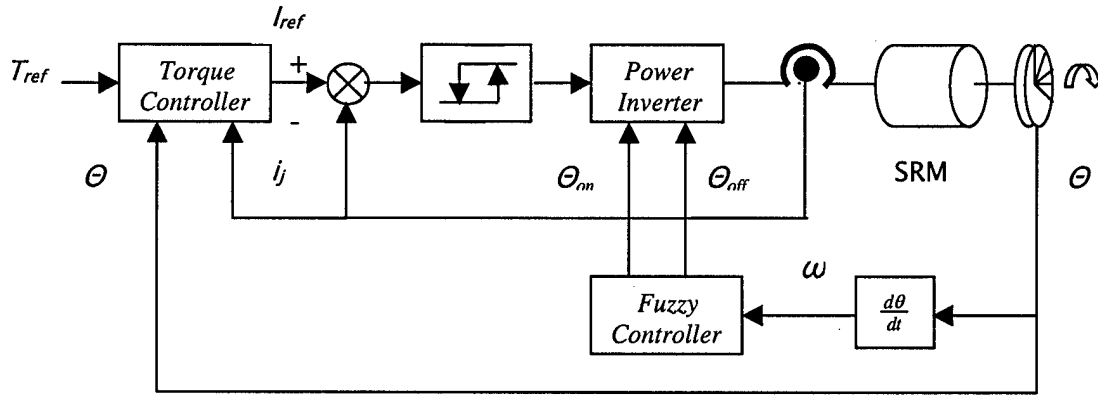 I_ref
T_ref
Torque
Controller
+
-
Power
Inverter
Θ
i_j
Θ_on
Θ_off
SRM
Θ
ω
Fuzzy
Controller
dθ
dt